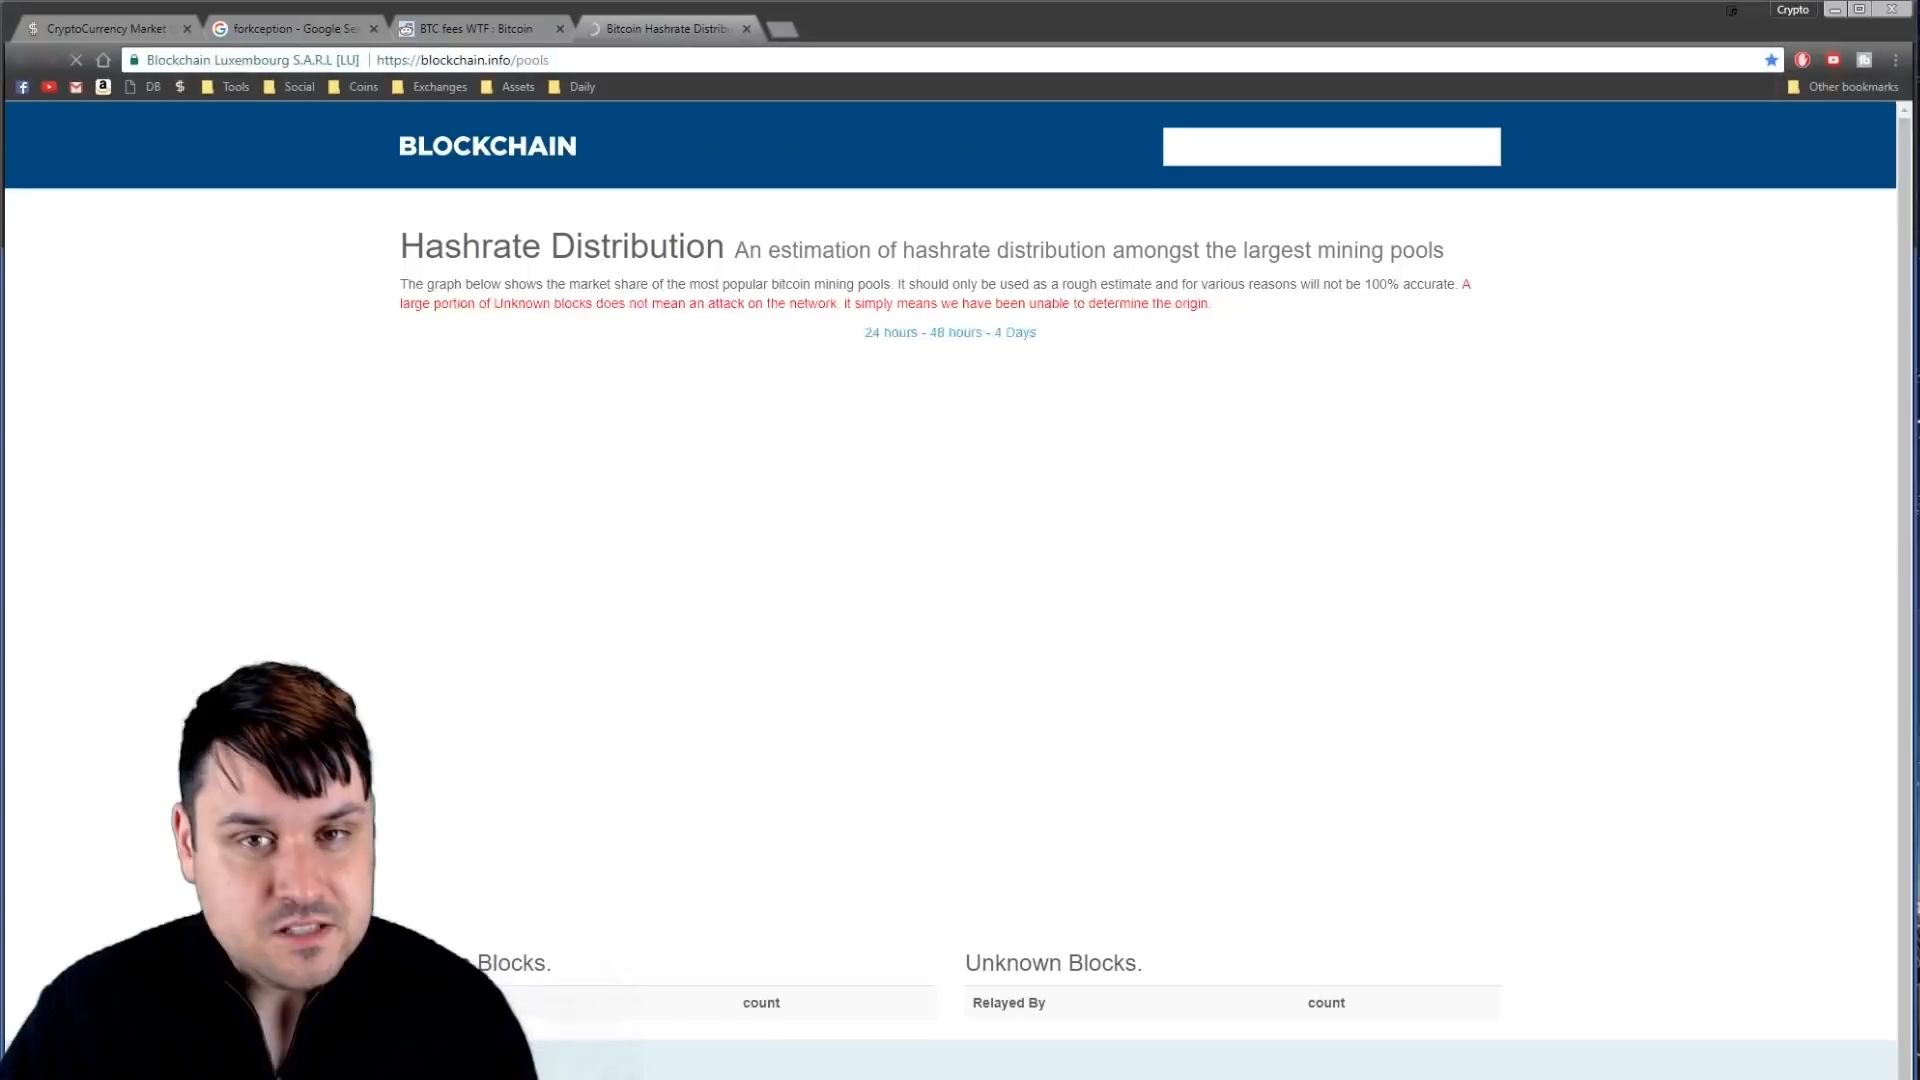 Crypto
CryptoCurrency Market
forkception - Google Se
BTC fees WTF : Bitcoin
Bitcoin Hashrate Distrib
Blockchain Luxembourg S.A.R.L [LU] https://blockchain.info/pools
DB $ Tools Social Coins Exchanges Assets Daily Other bookmarks
BLOCKCHAIN
Hashrate Distribution An estimation of hashrate distribution amongst the largest mining pools
The graph below shows the market share of the most popular bitcoin mining pools. It should only be used as a rough estimate and for various reasons will not be 100% accurate. A
large portion of Unknown blocks does not mean an attack on the network, it simply means we have been unable to determine the origin.
24 hours - 48 hours - 4 Days
Blocks.
count
Unknown Blocks.
Relayed By count